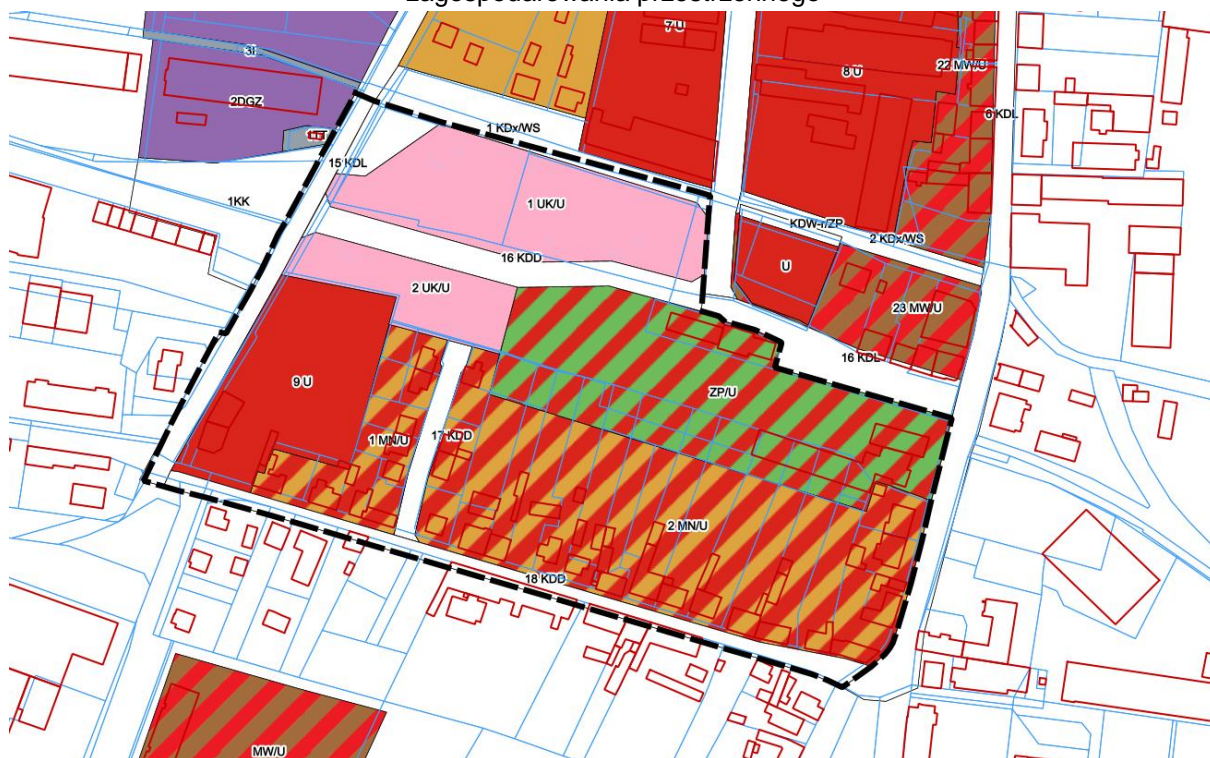 zagospodarowania przestrzennego
7 U
3i
22 MW/U
8 U
2DGZ
6 KDL
1 KDx/WS
15 KDL
1KK
1 UK/U
KDW-r/ZP
2 KDx/WS
16 KDD
U
2 UK/U
23 MW/U
16 KDL
9 U
ZP/U
1 MN/U
17 KDD
2 MN/U
18 KDD
MW/U